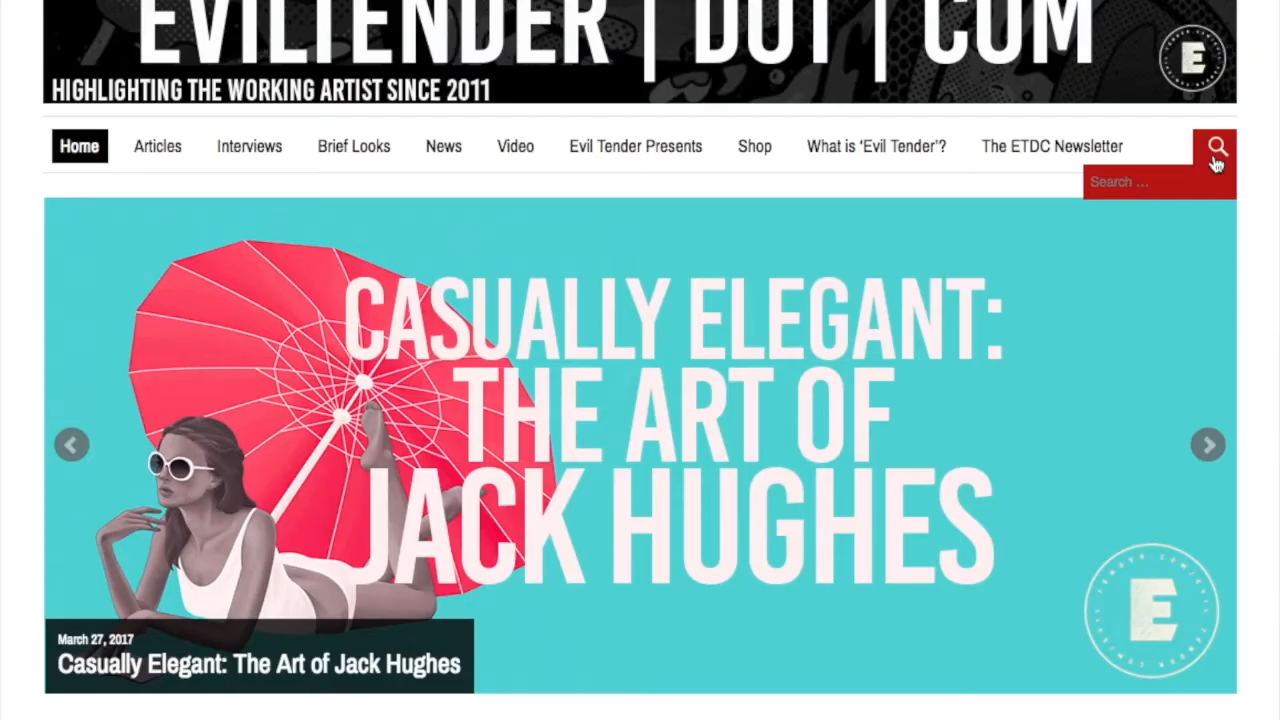 EVILTENDER | DOT | COM
HIGHLIGHTING THE WORKING ARTIST SINCE 2011
E
Home Articles Interviews Brief Looks News Video Evil Tender Presents Shop What is ‘Evil Tender’? The ETDC Newsletter
Search ...
CASUALLY ELEGANT:
THE ART OF
JACK HUGHES
E
March 27, 2017
Casually Elegant: The Art of Jack Hughes